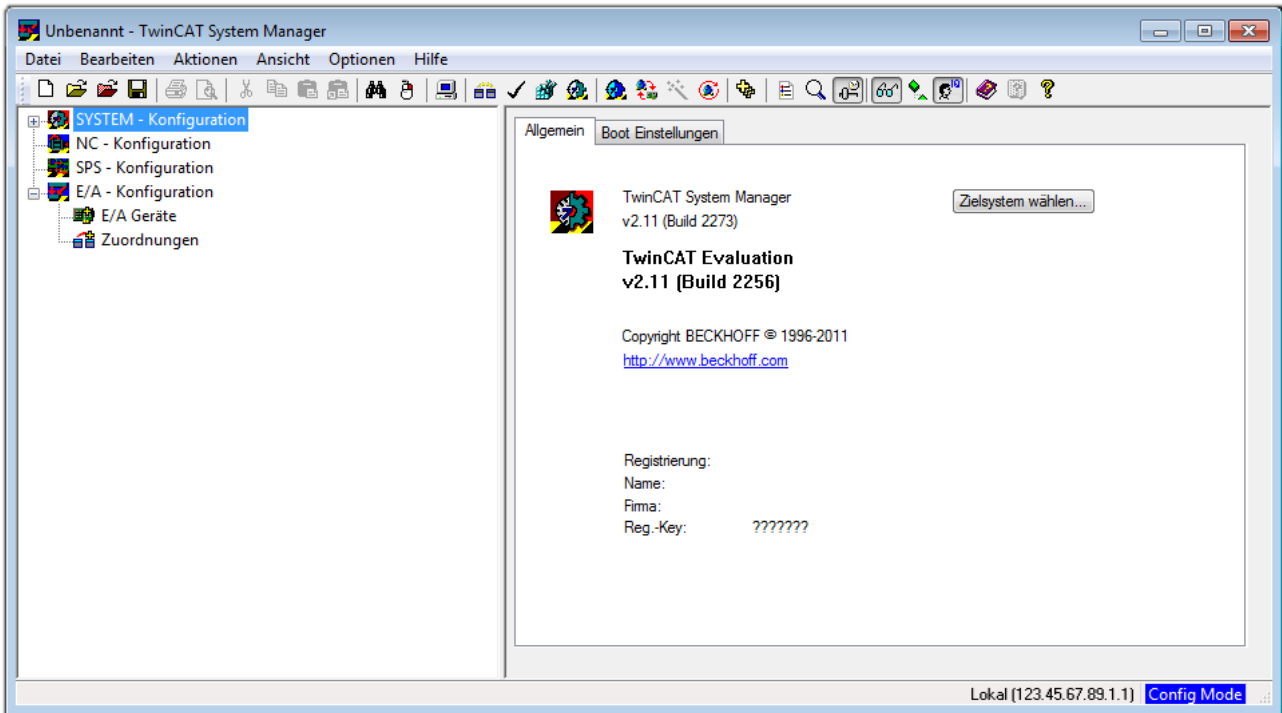 Unbenannt - TwinCAT System Manager
Datei Bearbeiten Aktionen Ansicht Optionen Hilfe
SYSTEM - Konfiguration
NC - Konfiguration
SPS - Konfiguration
E/A - Konfiguration
E/A Geräte
Zuordnungen
Allgemein Boot Einstellungen
TwinCAT System Manager
v2.11 (Build 2273)
Zielsystem wählen...
TwinCAT Evaluation
v2.11 (Build 2256)
Copyright BECKHOFF © 1996-2011
http://www.beckhoff.com
Registrierung:
Name:
Firma:
Reg.-Key: ???????
Lokal (123.45.67.89.1.1) Config Mode